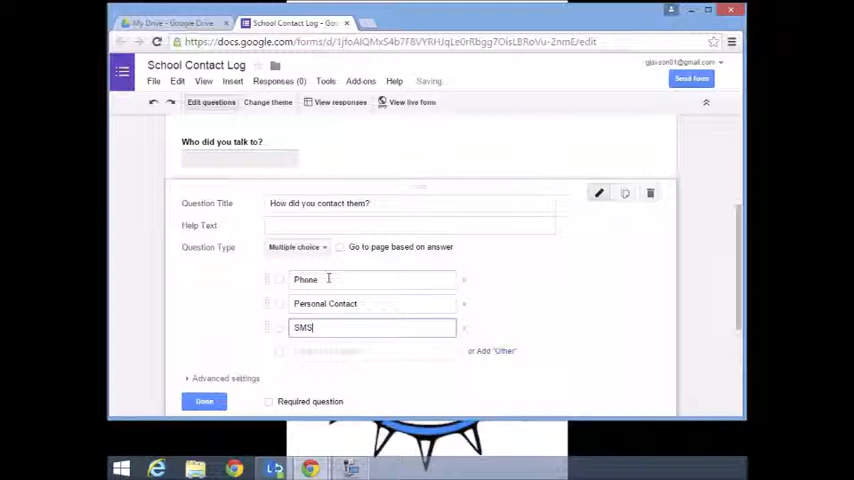 My Drive - Google Drive
School Contact Log - Goo
https://docs.google.com/forms/d/1jfoAlQMxS4b7F8VYRHJqLe0rRbgg7OisLBRoVu-2nmE/edit
School Contact Log
gjaxson01@gmail.com
File Edit View Insert Responses (0) Tools Add-ons Help Saving...
Send form
Edit questions Change theme View responses View live form
Who did you talk to?
Question Title How did you contact them?
Help Text
Question Type Multiple choice Go to page based on answer
Phone
Personal Contact
SMS
or Add "Other"
Advanced settings
Done Required question